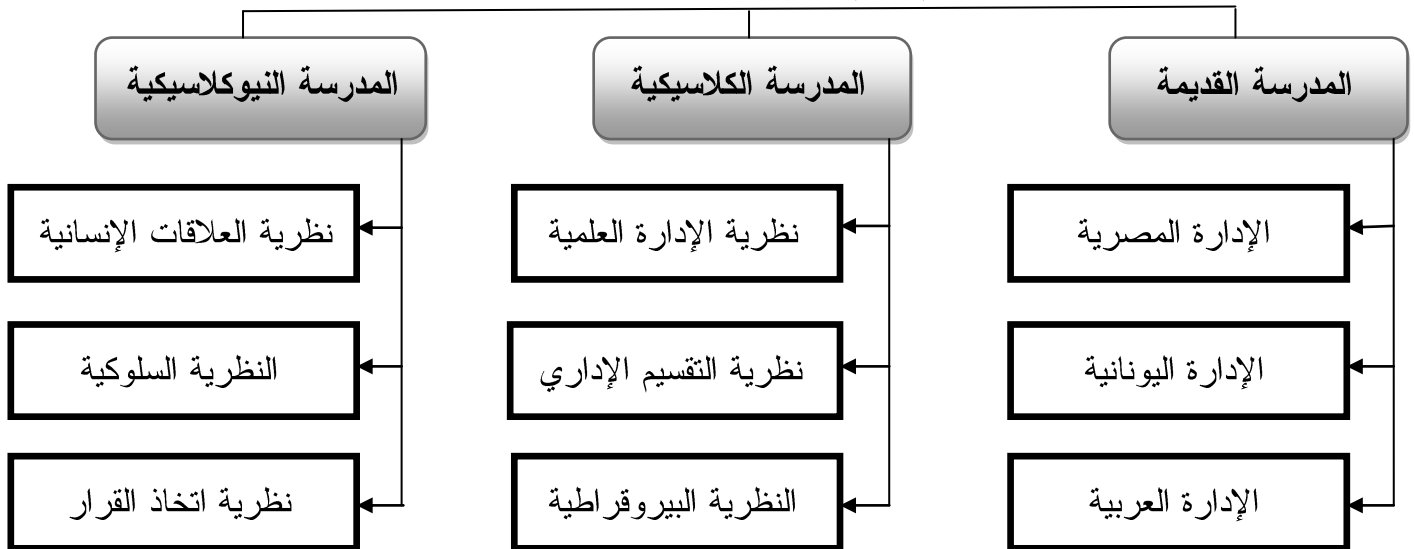 المدرسة القديمة
المدرسة الكلاسيكية
المدرسة النيوكلاسيكية
الإدارة المصرية
نظرية الإدارة العلمية
نظرية العلاقات الإنسانية
الإدارة اليونانية
نظرية التقسيم الإداري
النظرية السلوكية
الإدارة العربية
النظرية البيروقراطية
نظرية اتخاذ القرار